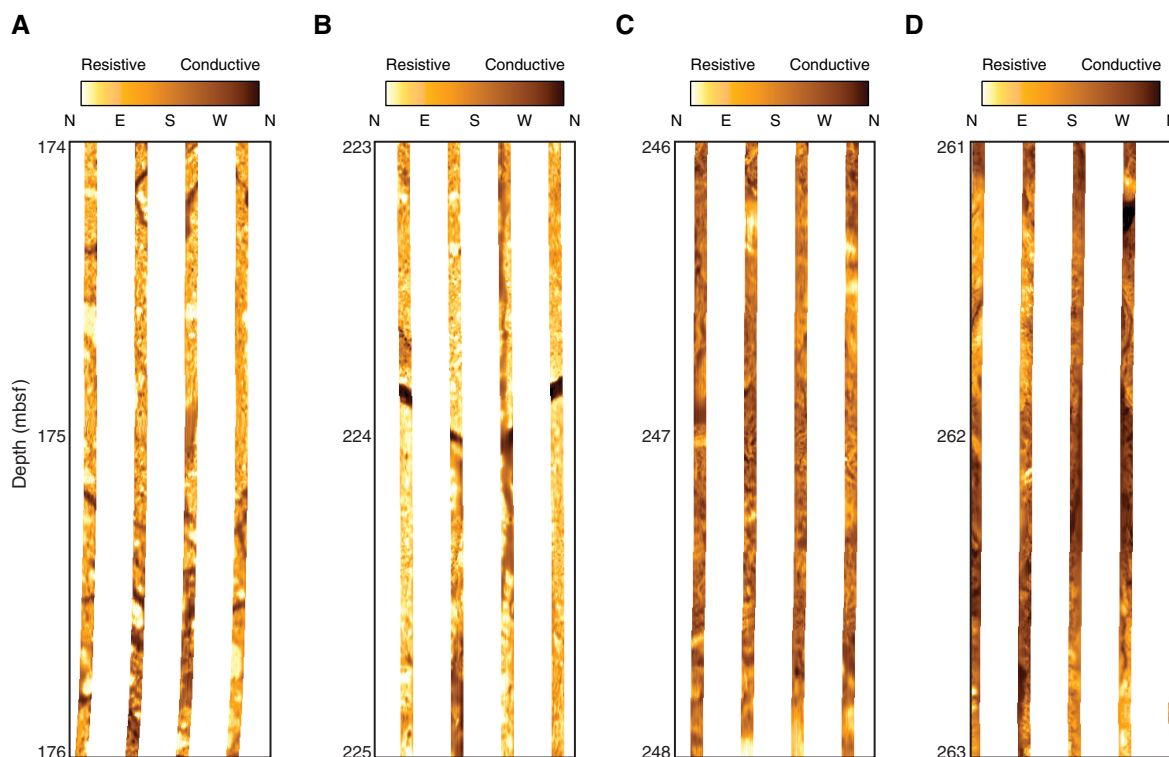 A
B
C
D
Resistive Conductive
Resistive Conductive
Resistive Conductive
Resistive Conductive
N E S W N
N E S W N
N E S W N
N E S W N
174
223
246
261
Depth (mbsf)
175
224
247
262
176
225
248
263